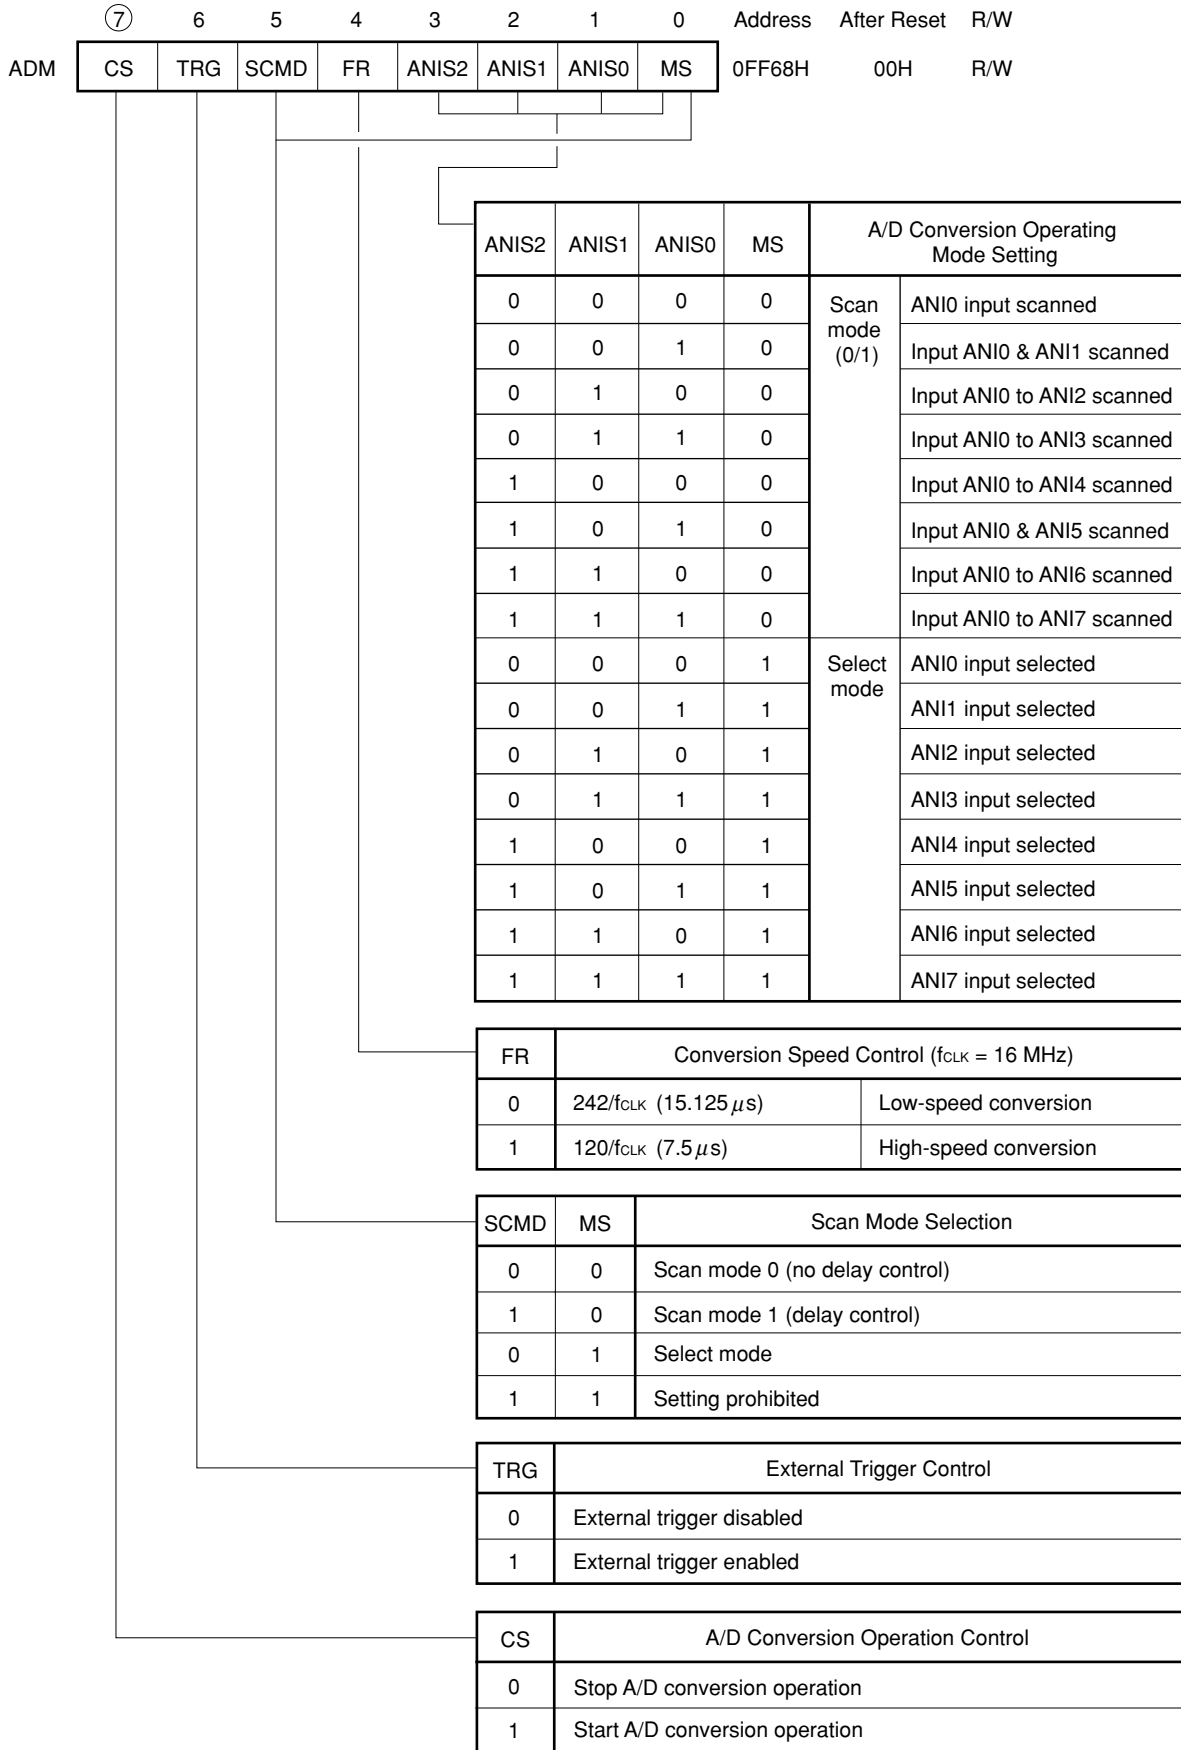 7 6 5 4 3 2 1 0 Address After Reset R/W
ADM CS TRG SCMD FR ANIS2 ANIS1 ANIS0 MS 0FF68H 00H R/W
ANIS2 ANIS1 ANIS0 MS A/D Conversion Operating
Mode Setting
0 0 0 0 Scan ANI0 input scanned
mode
0 0 1 0 (0/1) Input ANI0 & ANI1 scanned
0 1 0 0 Input ANI0 to ANI2 scanned
0 1 1 0 Input ANI0 to ANI3 scanned
1 0 0 0 Input ANI0 to ANI4 scanned
1 0 1 0 Input ANI0 & ANI5 scanned
1 1 0 0 Input ANI0 to ANI6 scanned
1 1 1 0 Input ANI0 to ANI7 scanned
0 0 0 1 Select ANI0 input selected
mode
0 0 1 1 ANI1 input selected
0 1 0 1 ANI2 input selected
0 1 1 1 ANI3 input selected
1 0 0 1 ANI4 input selected
1 0 1 1 ANI5 input selected
1 1 0 1 ANI6 input selected
1 1 1 1 ANI7 input selected
FR Conversion Speed Control (fCLK = 16 MHz)
0 242/fCLK (15.125 μs) Low-speed conversion
1 120/fCLK (7.5 μs) High-speed conversion
SCMD MS Scan Mode Selection
0 0 Scan mode 0 (no delay control)
1 0 Scan mode 1 (delay control)
0 1 Select mode
1 1 Setting prohibited
TRG External Trigger Control
0 External trigger disabled
1 External trigger enabled
CS A/D Conversion Operation Control
0 Stop A/D conversion operation
1 Start A/D conversion operation